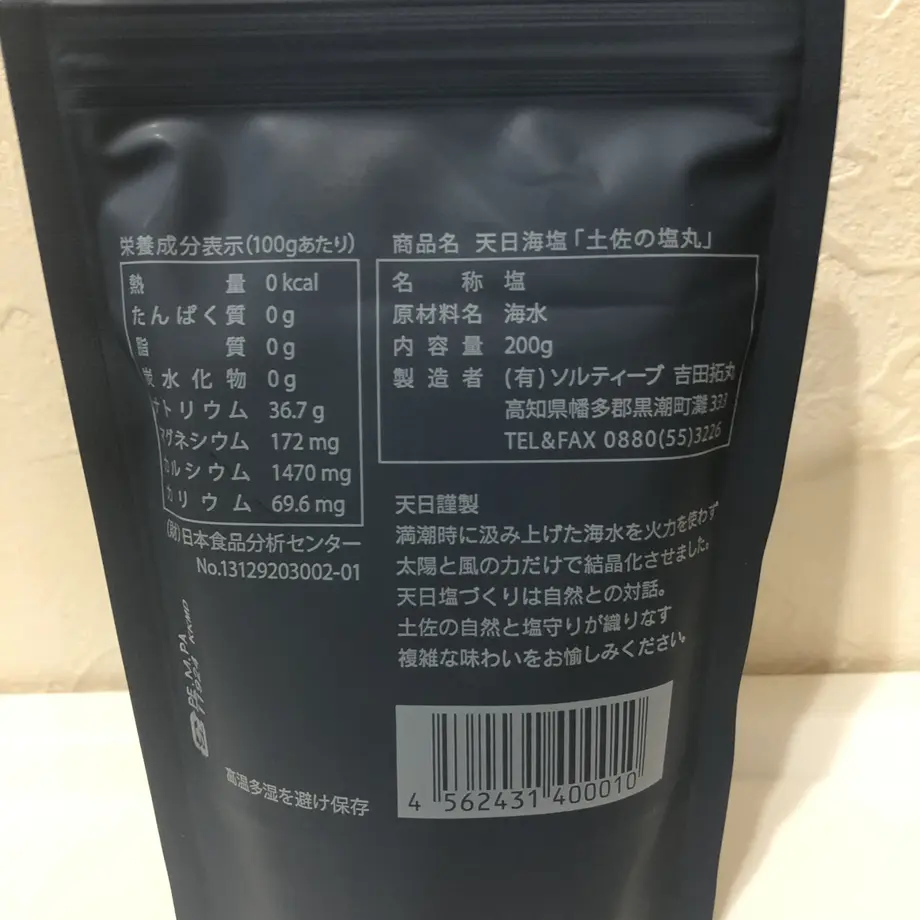 栄養成分表示(100gあたり)
熱量 0 kcal
たんぱく質 0 g
脂質 0 g
炭水化物 0 g
ナトリウム 36.7 g
マグネシウム 172 mg
カルシウム 1470 mg
カリウム 69.6 mg
(財)日本食品分析センター
No.13129203002-01
商品名 天日海塩「土佐の塩丸」
名称 塩
原材料名 海水
内容量 200g
製造者 (有)ソルティーブ 吉田拓丸
高知県幡多郡黒潮町灘333
TEL&FAX 0880(55)3226
天日謹製
満潮時に汲み上げた海水を火力を使わず
太陽と風の力だけで結晶化させました。
天日塩づくりは自然との対話。
土佐の自然と塩守りが織りなす
複雑な味わいをお愉しみください。
PE, M, PA
高温多湿を避け保存
4 562431 400010